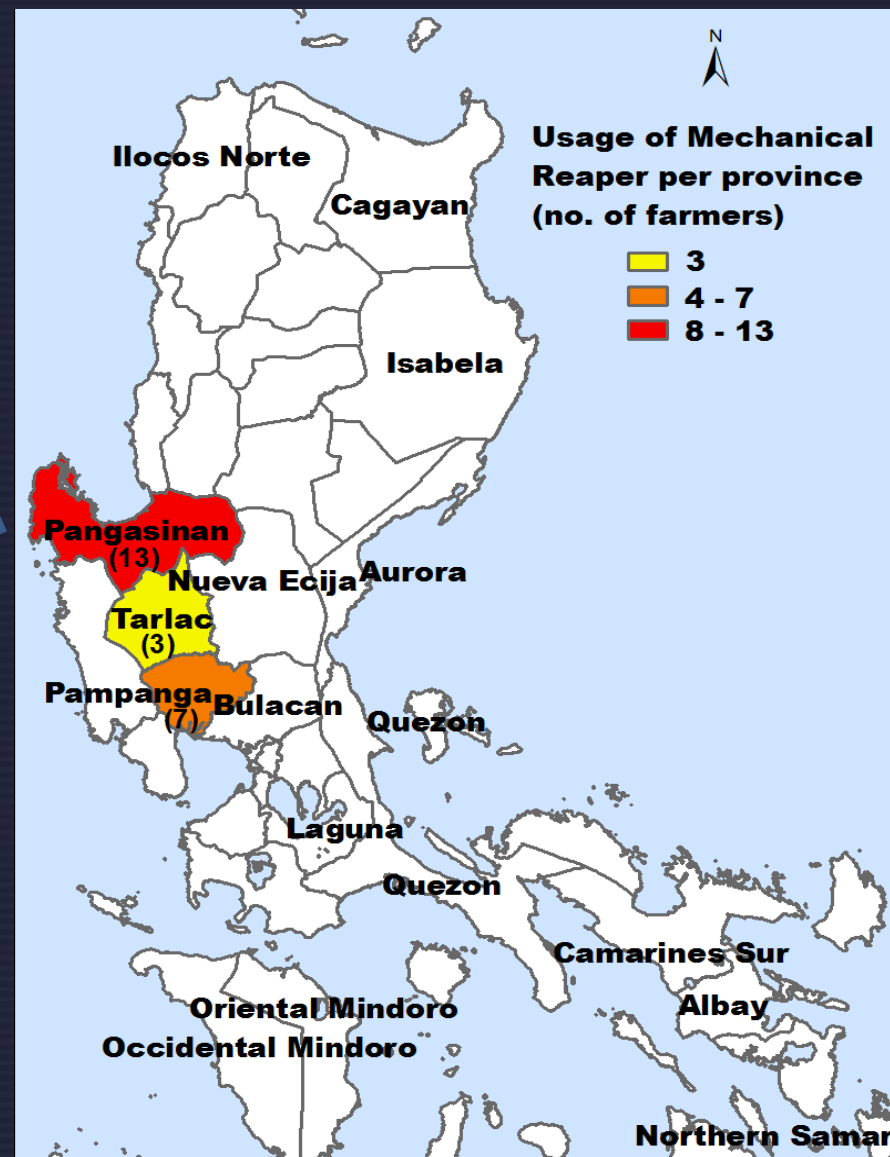 N
Usage of Mechanical
Reaper per province
(no. of farmers)
3
4 - 7
8 - 13
Ilocos Norte
Cagayan
Isabela
Pangasinan
(13)
Nueva Ecija
Aurora
Tarlac
(3)
Pampanga
(7)
Bulacan
Quezon
Laguna
Quezon
Camarines Sur
Albay
Oriental Mindoro
Occidental Mindoro
Northern Samar